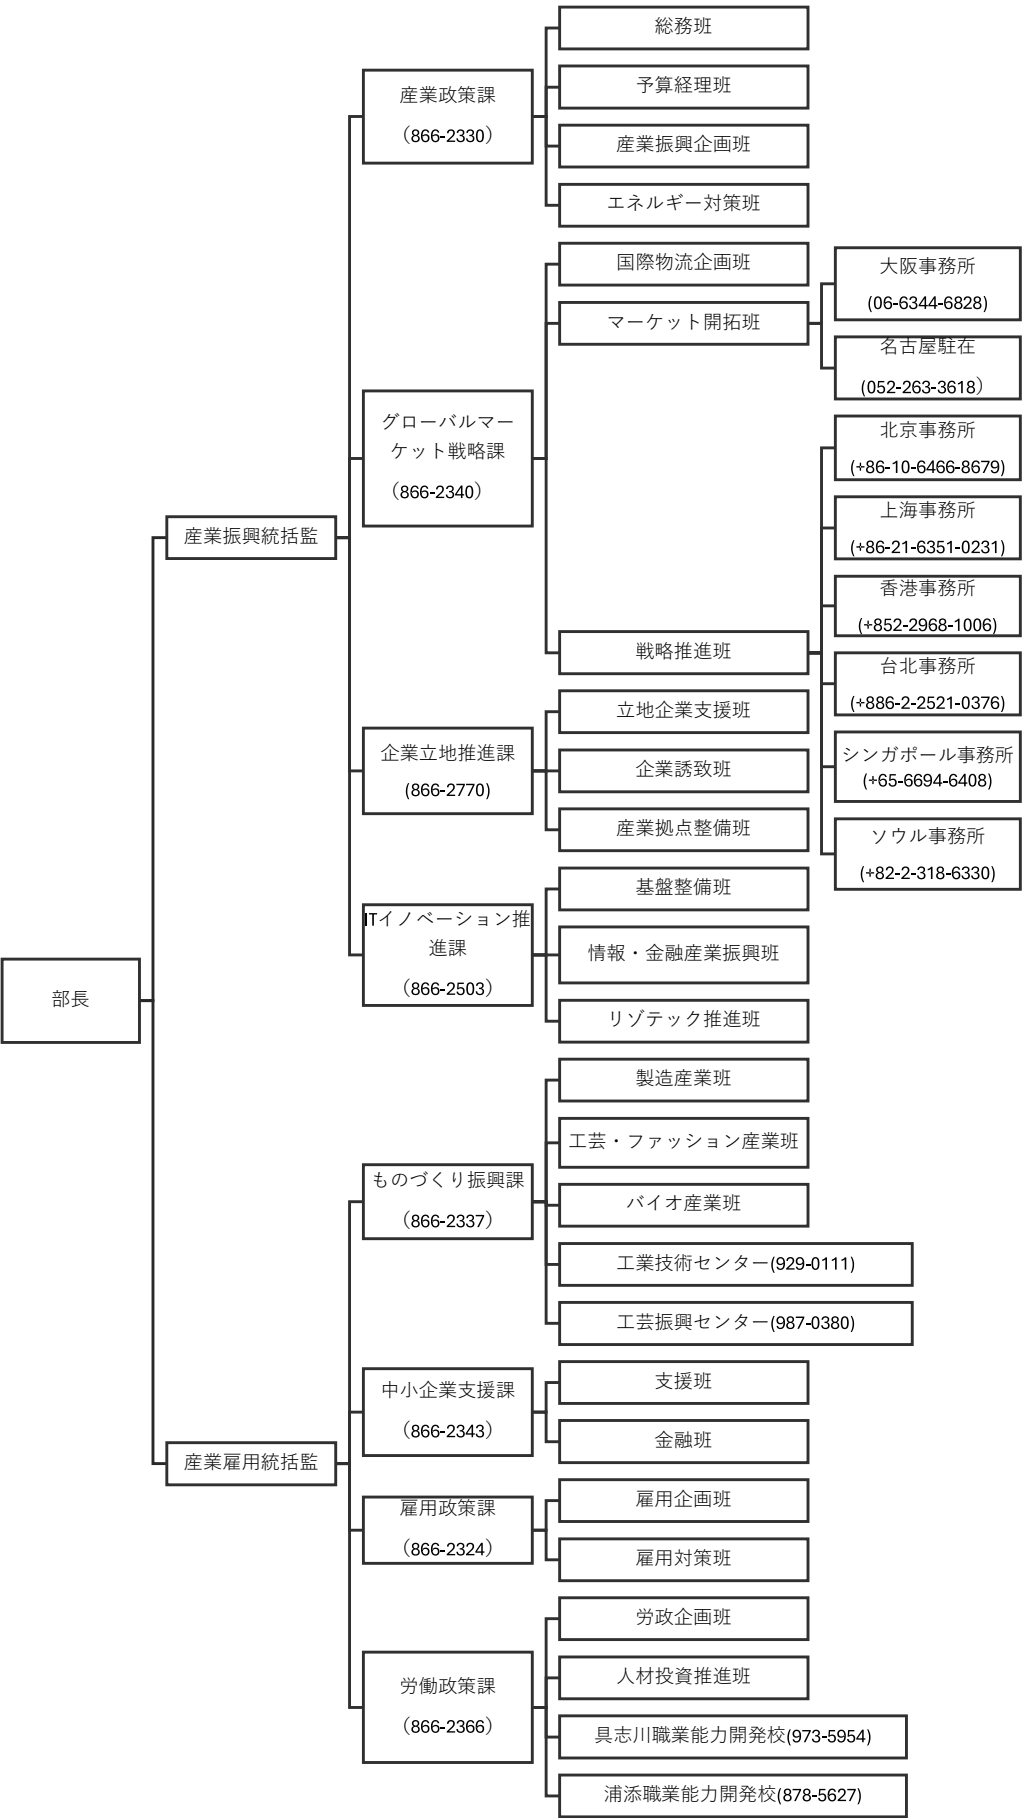 部長
産業振興統括監
産業政策課
（866-2330）
総務班
予算経理班
産業振興企画班
エネルギー対策班
グローバルマー
ケット戦略課
（866-2340）
国際物流企画班
マーケット開拓班
大阪事務所
(06-6344-6828)
名古屋駐在
(052-263-3618）
戦略推進班
北京事務所
(+86-10-6466-8679)
上海事務所
(+86-21-6351-0231)
香港事務所
(+852-2968-1006)
台北事務所
(+886-2-2521-0376)
シンガポール事務所
(+65-6694-6408)
ソウル事務所
(+82-2-318-6330)
企業立地推進課
(866-2770)
立地企業支援班
企業誘致班
産業拠点整備班
ITイノベーション推
進課
（866-2503）
基盤整備班
情報・金融産業振興班
リゾテック推進班
産業雇用統括監
ものづくり振興課
（866-2337）
製造産業班
工芸・ファッション産業班
バイオ産業班
工業技術センター(929-0111)
工芸振興センター(987-0380)
中小企業支援課
（866-2343）
支援班
金融班
雇用政策課
（866-2324）
雇用企画班
雇用対策班
労働政策課
（866-2366）
労政企画班
人材投資推進班
具志川職業能力開発校(973-5954)
浦添職業能力開発校(878-5627)